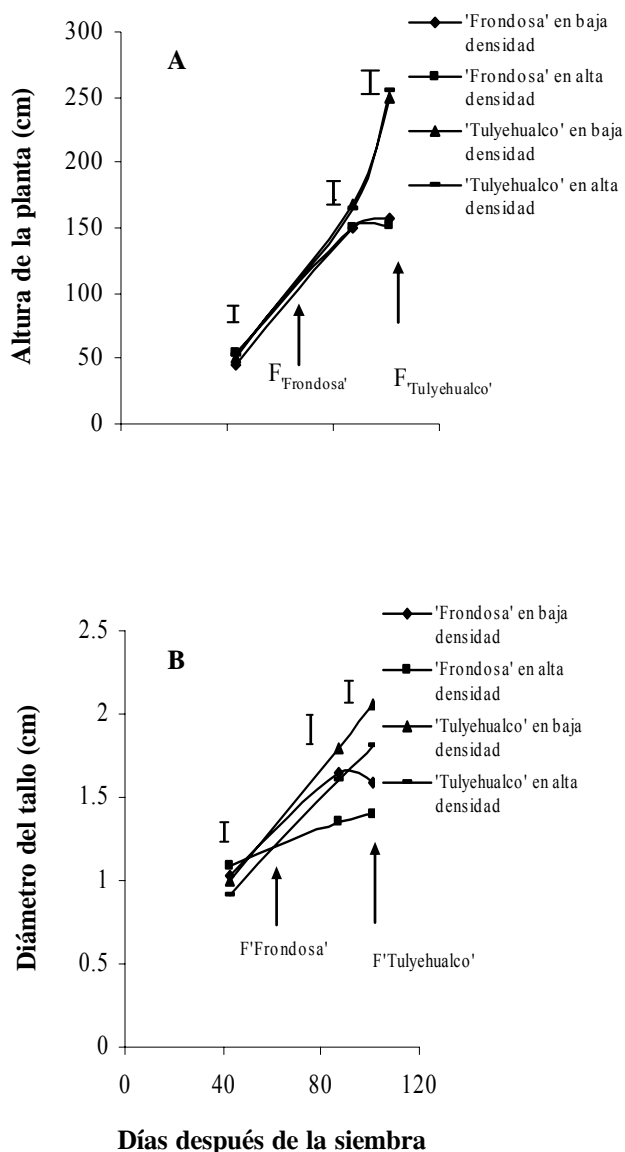 A
Altura de la planta (cm)
300
250
200
150
100
50
0
'Frondosa' en baja
densidad
'Frondosa' en alta
densidad
'Tulyehualco' en baja
densidad
'Tulyehualco' en alta
densidad
F'Frondosa'
F'Tulyehualco'
B
Diámetro del tallo (cm)
2.5
2
1.5
1
0.5
0
'Frondosa' en baja
densidad
'Frondosa' en alta
densidad
'Tulyehualco' en baja
densidad
'Tulyehualco' en alta
densidad
F'Frondosa'
F'Tulyehualco'
0 40 80 120
Días después de la siembra